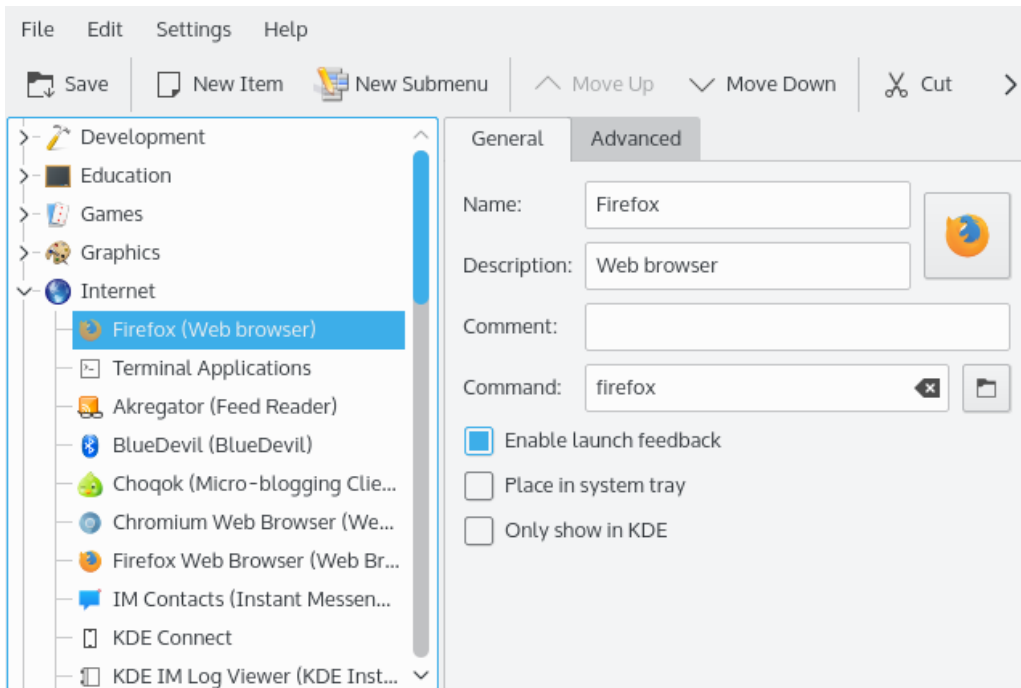 File Edit Settings Help
Save New Item New Submenu Move Up Move Down Cut
Development
Education
Games
Graphics
Internet
Firefox (Web browser)
Terminal Applications
Akregator (Feed Reader)
BlueDevil (BlueDevil)
Choqok (Micro-blogging Clie...
Chromium Web Browser (We...
Firefox Web Browser (Web Br...
IM Contacts (Instant Messen...
KDE Connect
KDE IM Log Viewer (KDE Inst...
General Advanced
Name: Firefox
Description: Web browser
Comment:
Command: firefox
Enable launch feedback
Place in system tray
Only show in KDE